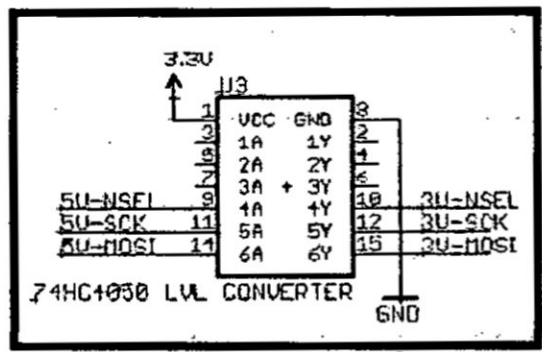 3.3V
U3
1 VCC GND 8
3 1A 1Y 2
2A 2Y 4
7 3A + 3Y 6
5V-NSEL 9 4A 4Y 10 3V-NSEL
5V-SCK 11 5A 5Y 12 3V-SCK
5V-MOSI 14 6A 6Y 15 3V-MOSI
74HC4050 LVL CONVERTER
GND